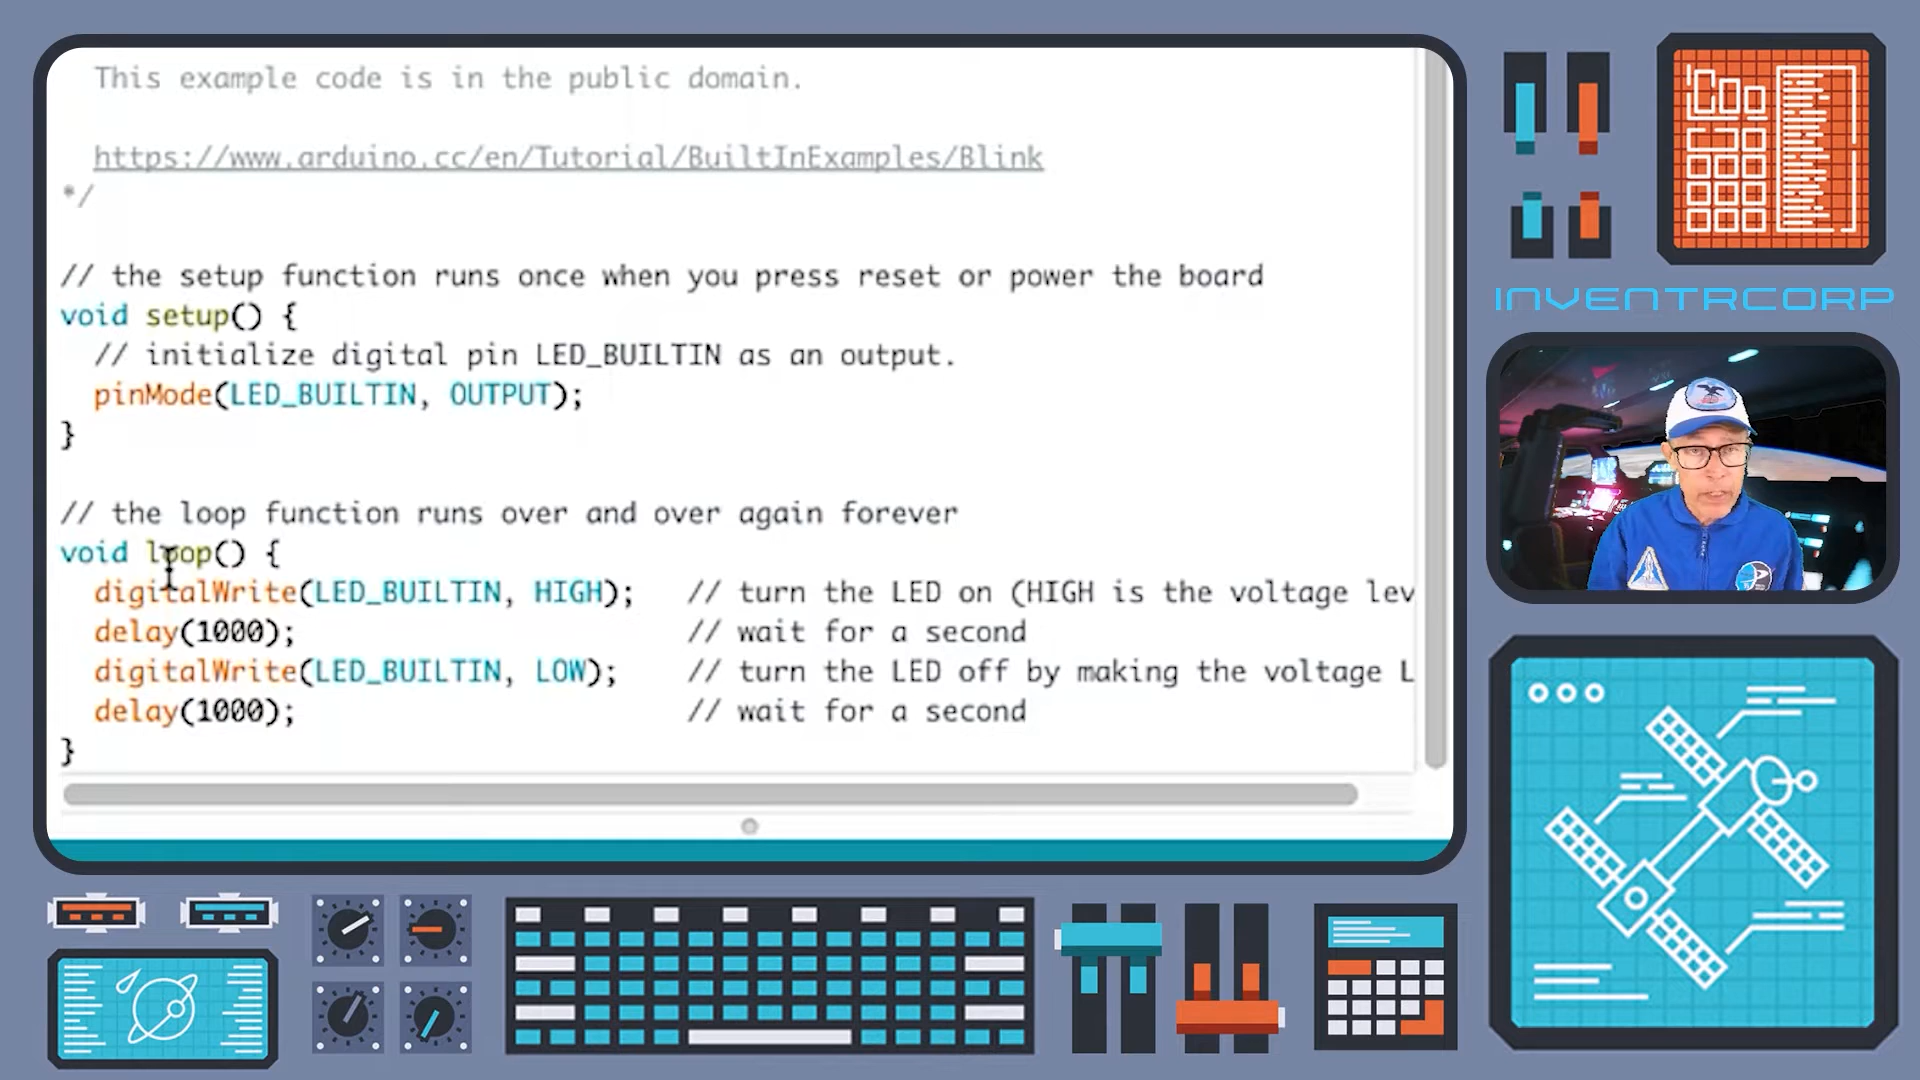 This example code is in the public domain.
https://www.arduino.cc/en/Tutorial/BuiltInExamples/Blink
*/
// the setup function runs once when you press reset or power the board
void setup() {
// initialize digital pin LED_BUILTIN as an output.
pinMode(LED_BUILTIN, OUTPUT);
}
// the loop function runs over and over again forever
void loop() {
digitalWrite(LED_BUILTIN, HIGH); // turn the LED on (HIGH is the voltage lev
delay(1000); // wait for a second
digitalWrite(LED_BUILTIN, LOW); // turn the LED off by making the voltage L
delay(1000); // wait for a second
}
INVENTRCORP